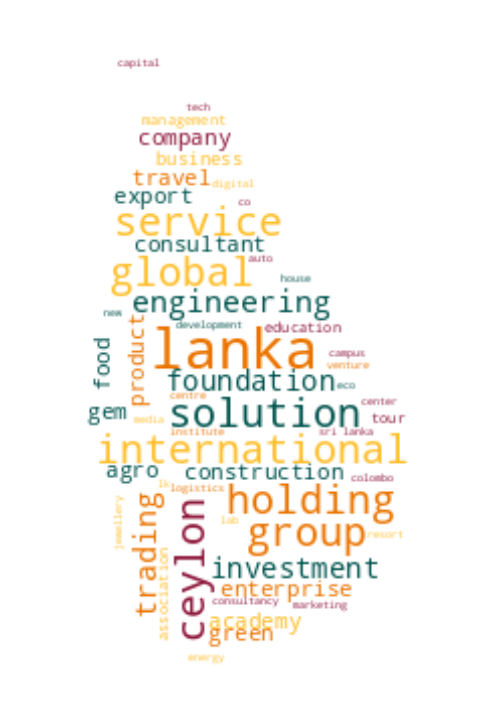 capital
tech
management
company
business
travel
digital
export
co
service
consultant
auto
global
house
engineering
new
development
education
product
lanka
food
campus
venture
foundation
eco
centre
center
gem
solution
media
tour
institute
sri lanka
international
agro
construction
colombo
lk
logistics
holding
jewellery
trading
ceylon
lab
group
resort
association
investment
enterprise
consultancy
marketing
academy
green
energy